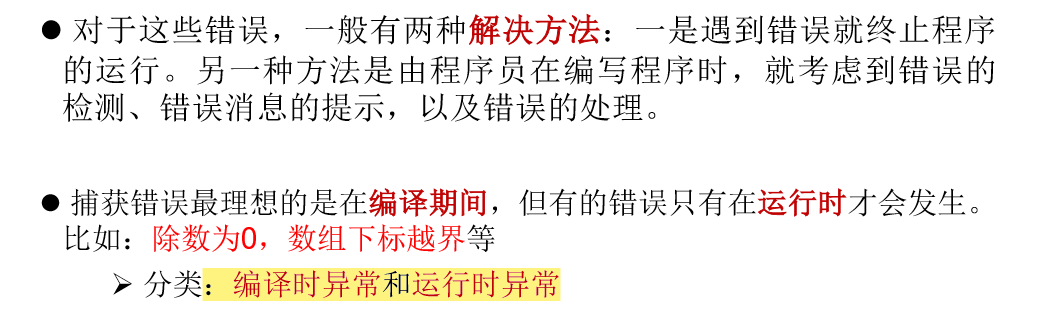 ● 对于这些错误，一般有两种解决方法：一是遇到错误就终止程序
的运行。另一种方法是由程序员在编写程序时，就考虑到错误的
检测、错误消息的提示，以及错误的处理。
● 捕获错误最理想的是在编译期间，但有的错误只有在运行时才会发生。
比如：除数为0，数组下标越界等
➢ 分类：编译时异常和运行时异常